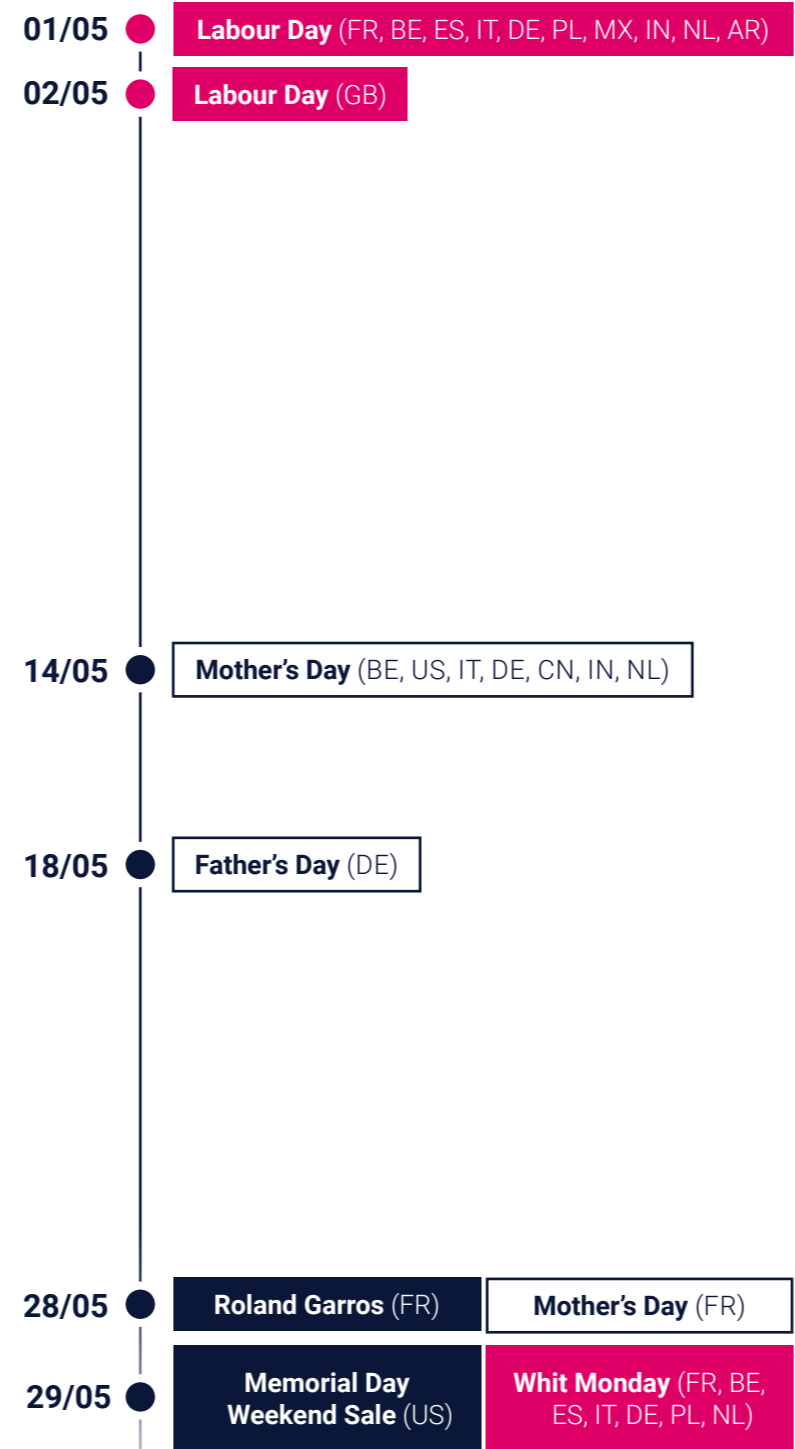 01/05 Labour Day (FR, BE, ES, IT, DE, PL, MX, IN, NL, AR)
02/05 Labour Day (GB)
14/05 Mother's Day (BE, US, IT, DE, CN, IN, NL)
18/05 Father's Day (DE)
28/05 Roland Garros (FR) Mother's Day (FR)
29/05 Memorial Day
Weekend Sale (US)
Whit Monday (FR, BE,
ES, IT, DE, PL, NL)